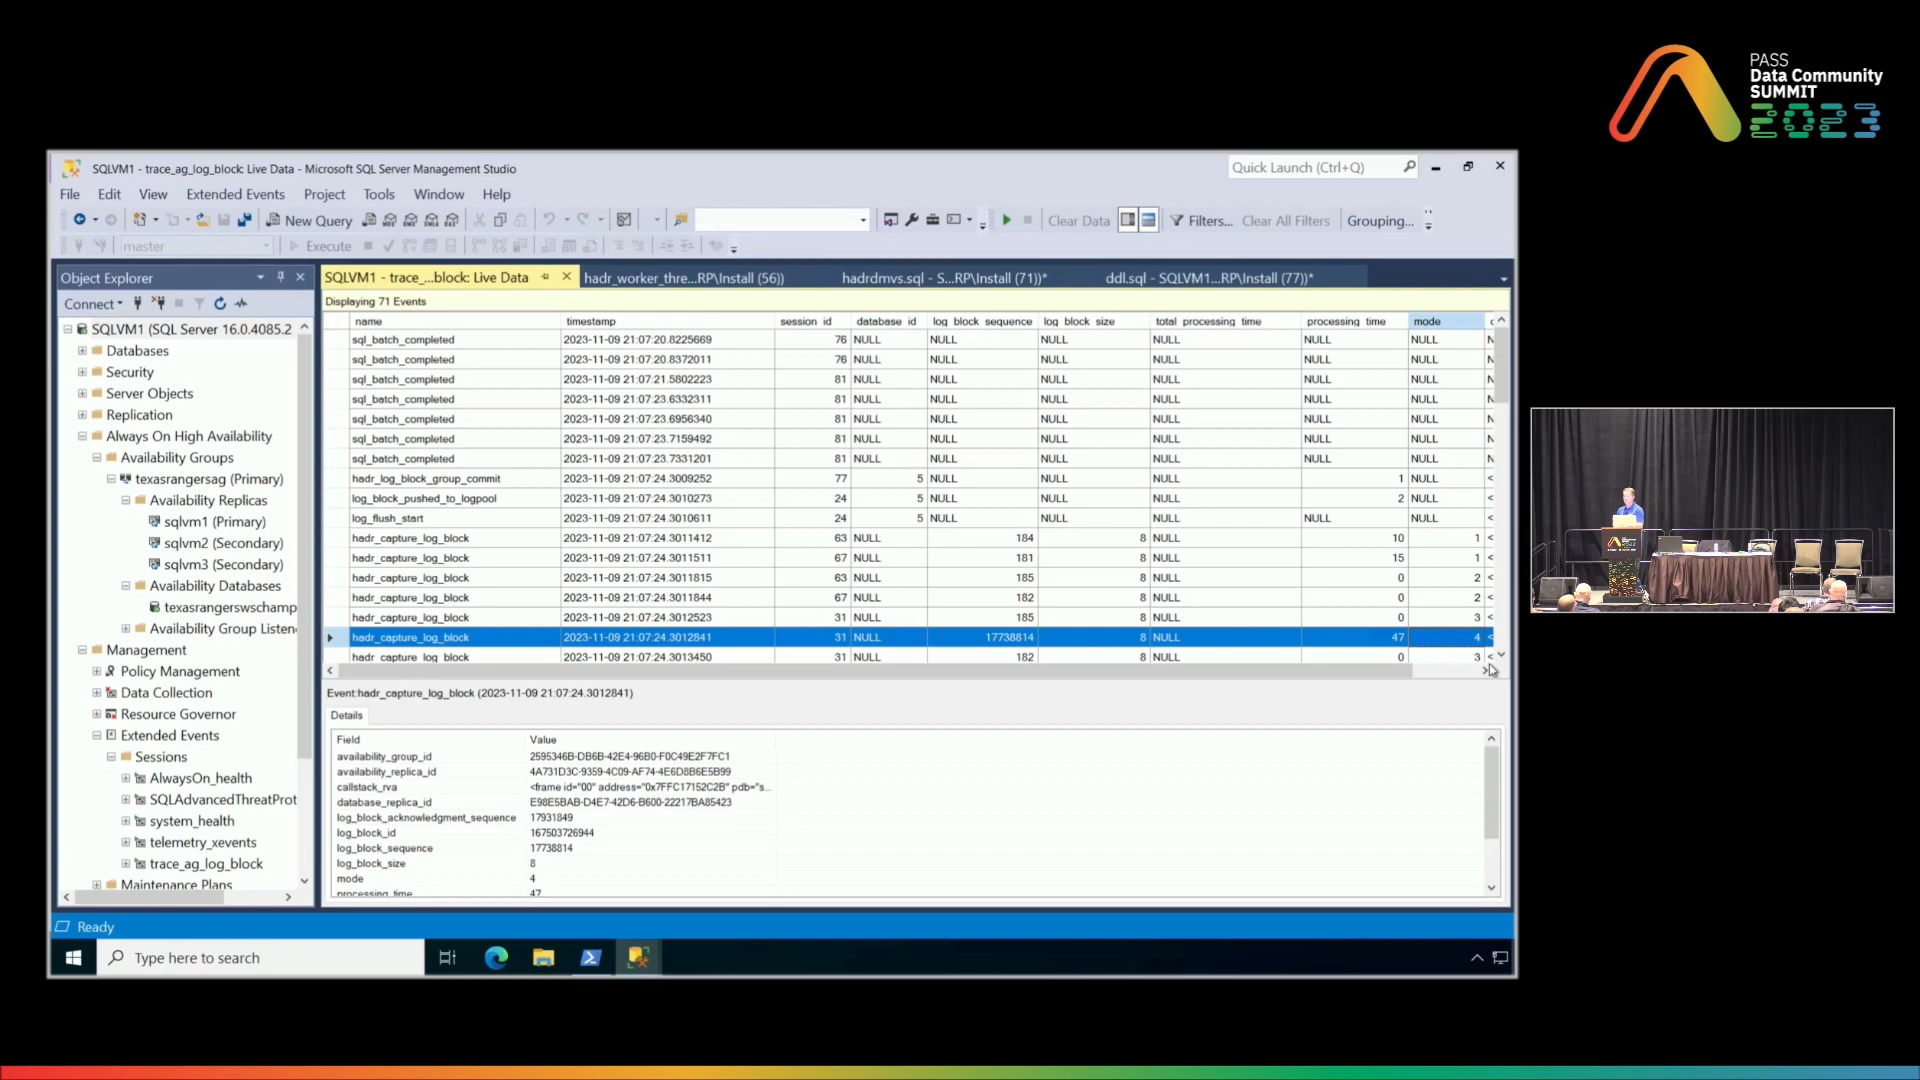 PASS
Data Community
SUMMIT
2023
SQLVM1 - trace_ag_log_block: Live Data - Microsoft SQL Server Management Studio
Quick Launch (Ctrl+Q)
File Edit View Extended Events Project Tools Window Help
New Query Clear Data Filters... Clear All Filters Grouping...
master Execute
Object Explorer
SQLVM1 - trace_...block: Live Data hadr_worker_thre...RP\Install (56)) hadrdmvs.sql - S...RP\Install (71))* ddl.sql - SQLVM1...RP\Install (77))*
Connect
Displaying 71 Events
SQLVM1 (SQL Server 16.0.4085.2
Databases
Security
Server Objects
Replication
Always On High Availability
Availability Groups
texasrangersag (Primary)
Availability Replicas
sqlvm1 (Primary)
sqlvm2 (Secondary)
sqlvm3 (Secondary)
Availability Databases
texasrangerswschamp
Availability Group Listen
Management
Policy Management
Data Collection
Resource Governor
Extended Events
Sessions
AlwaysOn_health
SQLAdvancedThreatProt
system_health
telemetry_xevents
trace_ag_log_block
Maintenance Plans
name timestamp session_id database_id log_block_sequence log_block_size total_processing_time processing_time mode
sql_batch_completed 2023-11-09 21:07:20.8225669 76 NULL NULL NULL NULL NULL NULL N
sql_batch_completed 2023-11-09 21:07:20.8372011 76 NULL NULL NULL NULL NULL NULL N
sql_batch_completed 2023-11-09 21:07:21.5802223 81 NULL NULL NULL NULL NULL NULL N
sql_batch_completed 2023-11-09 21:07:23.6332311 81 NULL NULL NULL NULL NULL NULL N
sql_batch_completed 2023-11-09 21:07:23.6956340 81 NULL NULL NULL NULL NULL NULL N
sql_batch_completed 2023-11-09 21:07:23.7159492 81 NULL NULL NULL NULL NULL NULL N
sql_batch_completed 2023-11-09 21:07:23.7331201 81 NULL NULL NULL NULL NULL NULL N
hadr_log_block_group_commit 2023-11-09 21:07:24.3009252 77 5 NULL NULL NULL 1 NULL <
log_block_pushed_to_logpool 2023-11-09 21:07:24.3010273 24 5 NULL NULL NULL 2 NULL <
log_flush_start 2023-11-09 21:07:24.3010611 24 5 NULL NULL NULL NULL NULL <
hadr_capture_log_block 2023-11-09 21:07:24.3011412 63 NULL 184 8 NULL 10 1 <
hadr_capture_log_block 2023-11-09 21:07:24.3011511 67 NULL 181 8 NULL 15 1 <
hadr_capture_log_block 2023-11-09 21:07:24.3011815 63 NULL 185 8 NULL 0 2 <
hadr_capture_log_block 2023-11-09 21:07:24.3011844 67 NULL 182 8 NULL 0 2 <
hadr_capture_log_block 2023-11-09 21:07:24.3012523 31 NULL 185 8 NULL 0 3 <
hadr_capture_log_block 2023-11-09 21:07:24.3012841 31 NULL 17738814 8 NULL 47 4 <
hadr_capture_log_block 2023-11-09 21:07:24.3013450 31 NULL 182 8 NULL 0 3 <
Event:hadr_capture_log_block (2023-11-09 21:07:24.3012841)
Details
Field Value
availability_group_id 2595346B-DB6B-42E4-96B0-F0C49E2F7FC1
availability_replica_id 4A731D3C-9359-4C09-AF74-4E6D8B6E5B99
callstack_rva <frame id="00" address="0x7FFC17152C2B" pdb="s...
database_replica_id E98E5BAB-D4E7-42D6-B600-22217BA85423
log_block_acknowledgment_sequence 17931849
log_block_id 167503726944
log_block_sequence 17738814
log_block_size 8
mode 4
processing_time 47
Ready
Type here to search